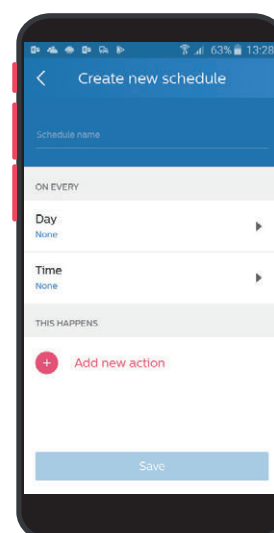 63% 13:28
Create new schedule
Schedule name
ON EVERY
Day
None
Time
None
THIS HAPPENS
Add new action
Save